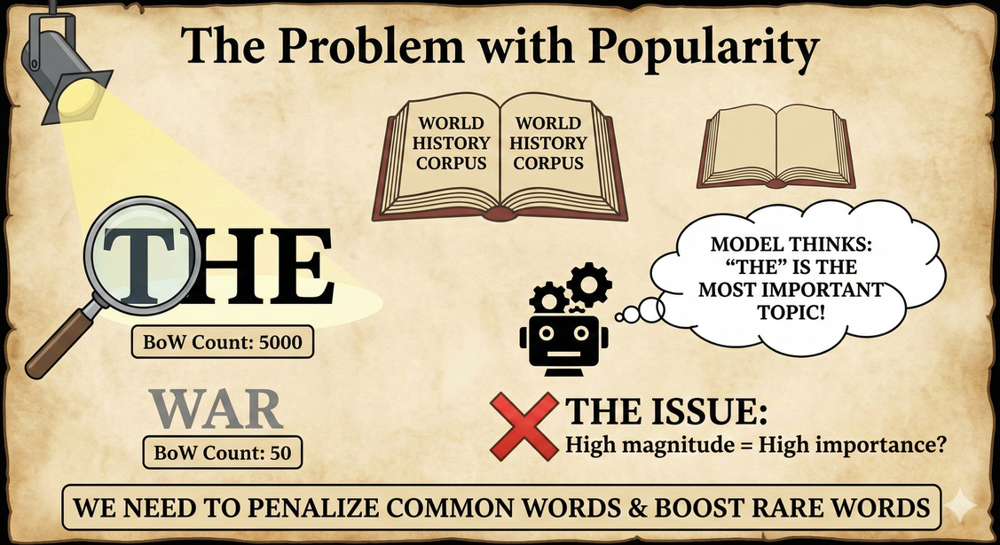 The Problem with Popularity
WORLD
HISTORY
CORPUS
WORLD
HISTORY
CORPUS
THE
BoW Count: 5000
WAR
BoW Count: 50
MODEL THINKS:
“THE” IS THE
MOST IMPORTANT
TOPIC!
THE ISSUE:
High magnitude = High importance?
WE NEED TO PENALIZE COMMON WORDS & BOOST RARE WORDS